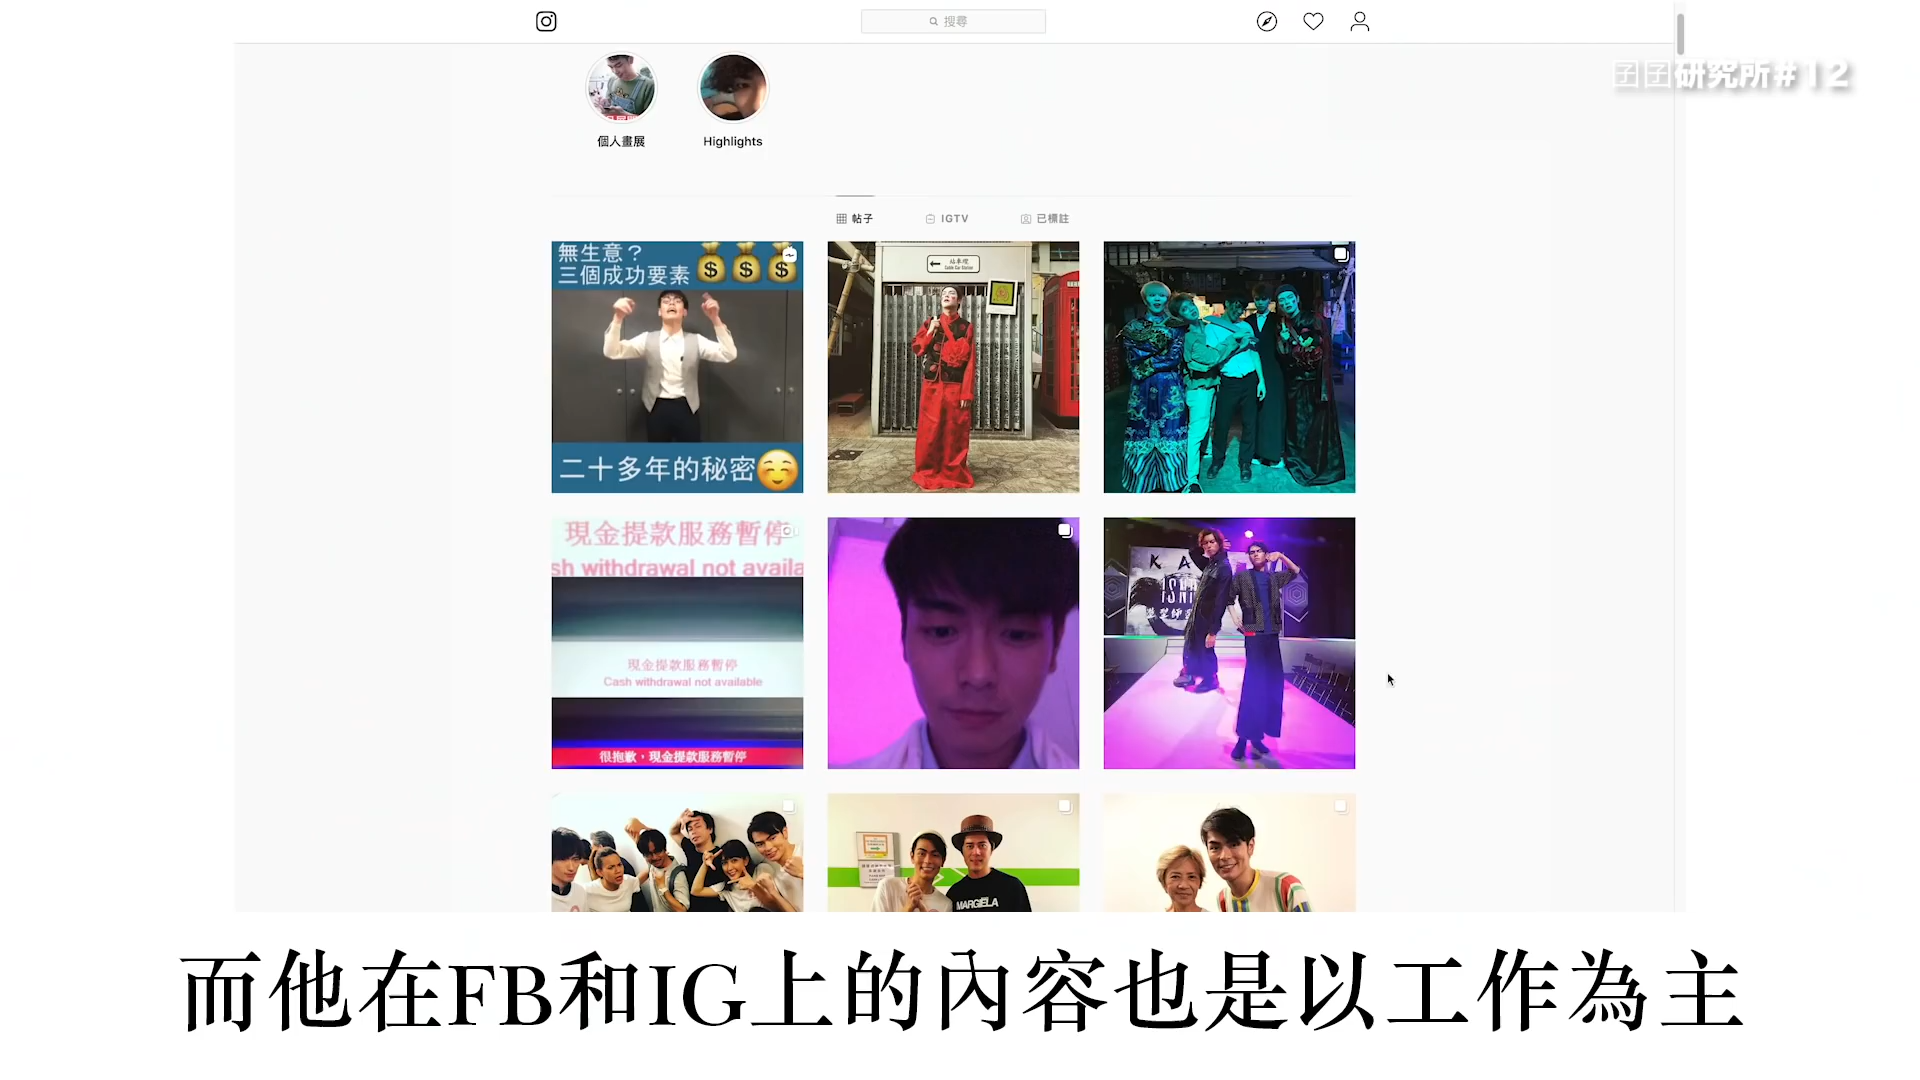 搜尋
囝囝研究所#12
個人畫展
Highlights
帖子
IGTV
已標註
無生意？
三個成功要素
二十多年的秘密
現金提款服務暫停
sh withdrawal not availa
現金提款服務暫停
Cash withdrawal not available
很抱歉，現金提款服務暫停
MARGIELA
而他在FB和IG上的內容也是以工作為主